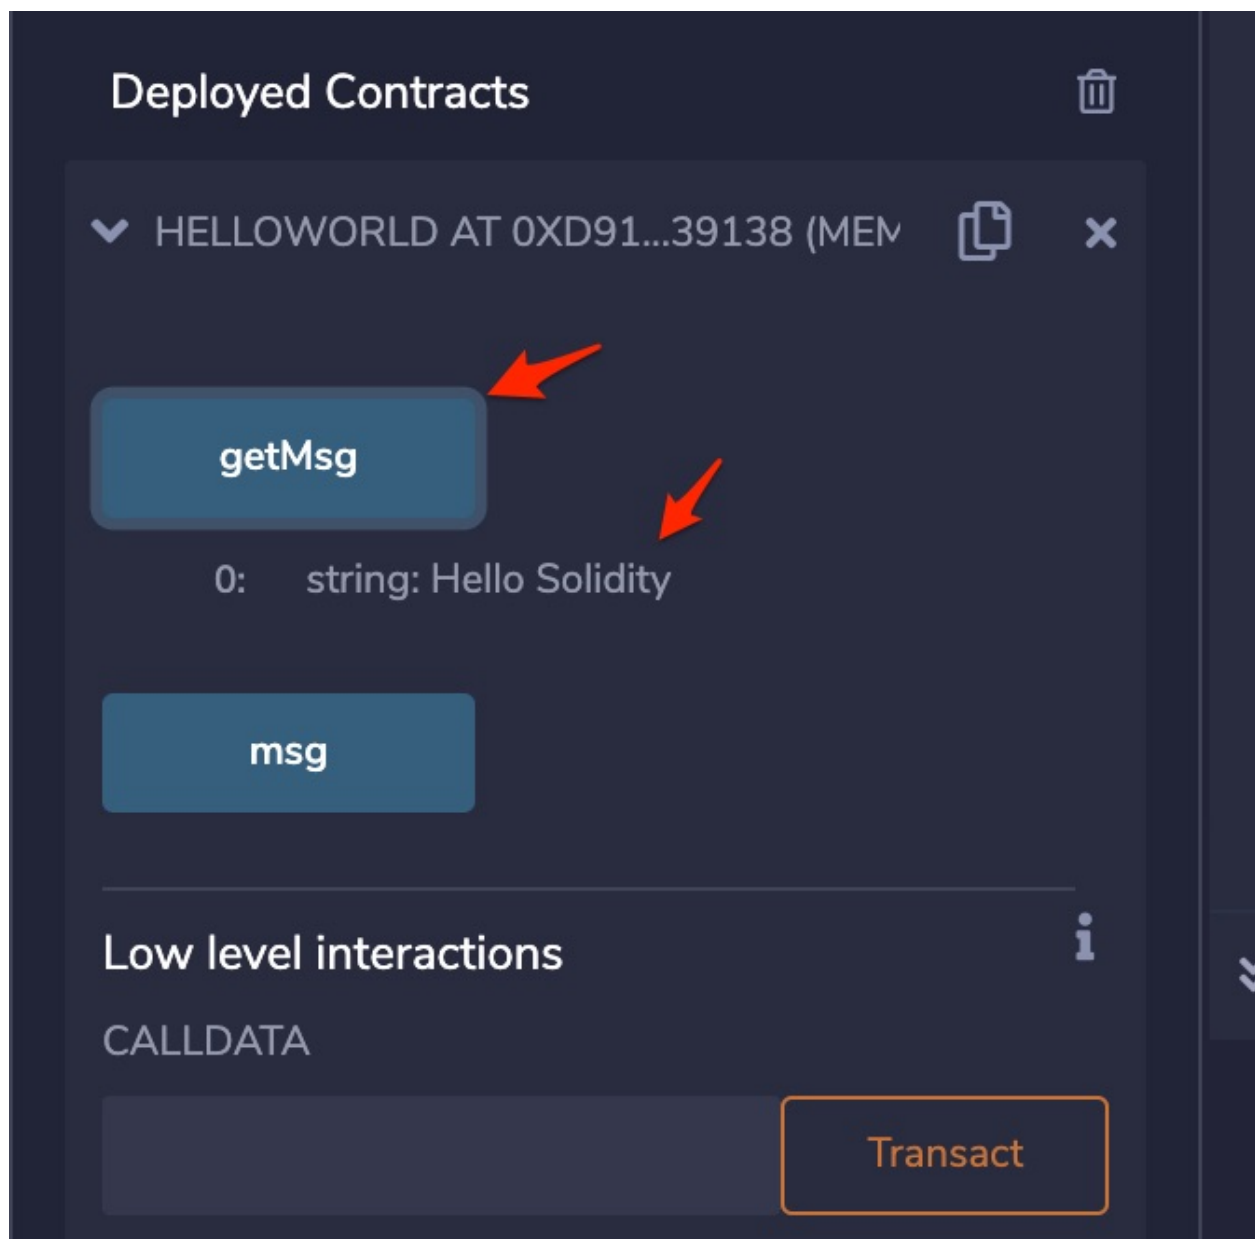 Deployed Contracts
HELLOWORLD AT 0XD91...39138 (MEM
getMsg
0: string: Hello Solidity
msg
Low level interactions
CALLDATA
Transact